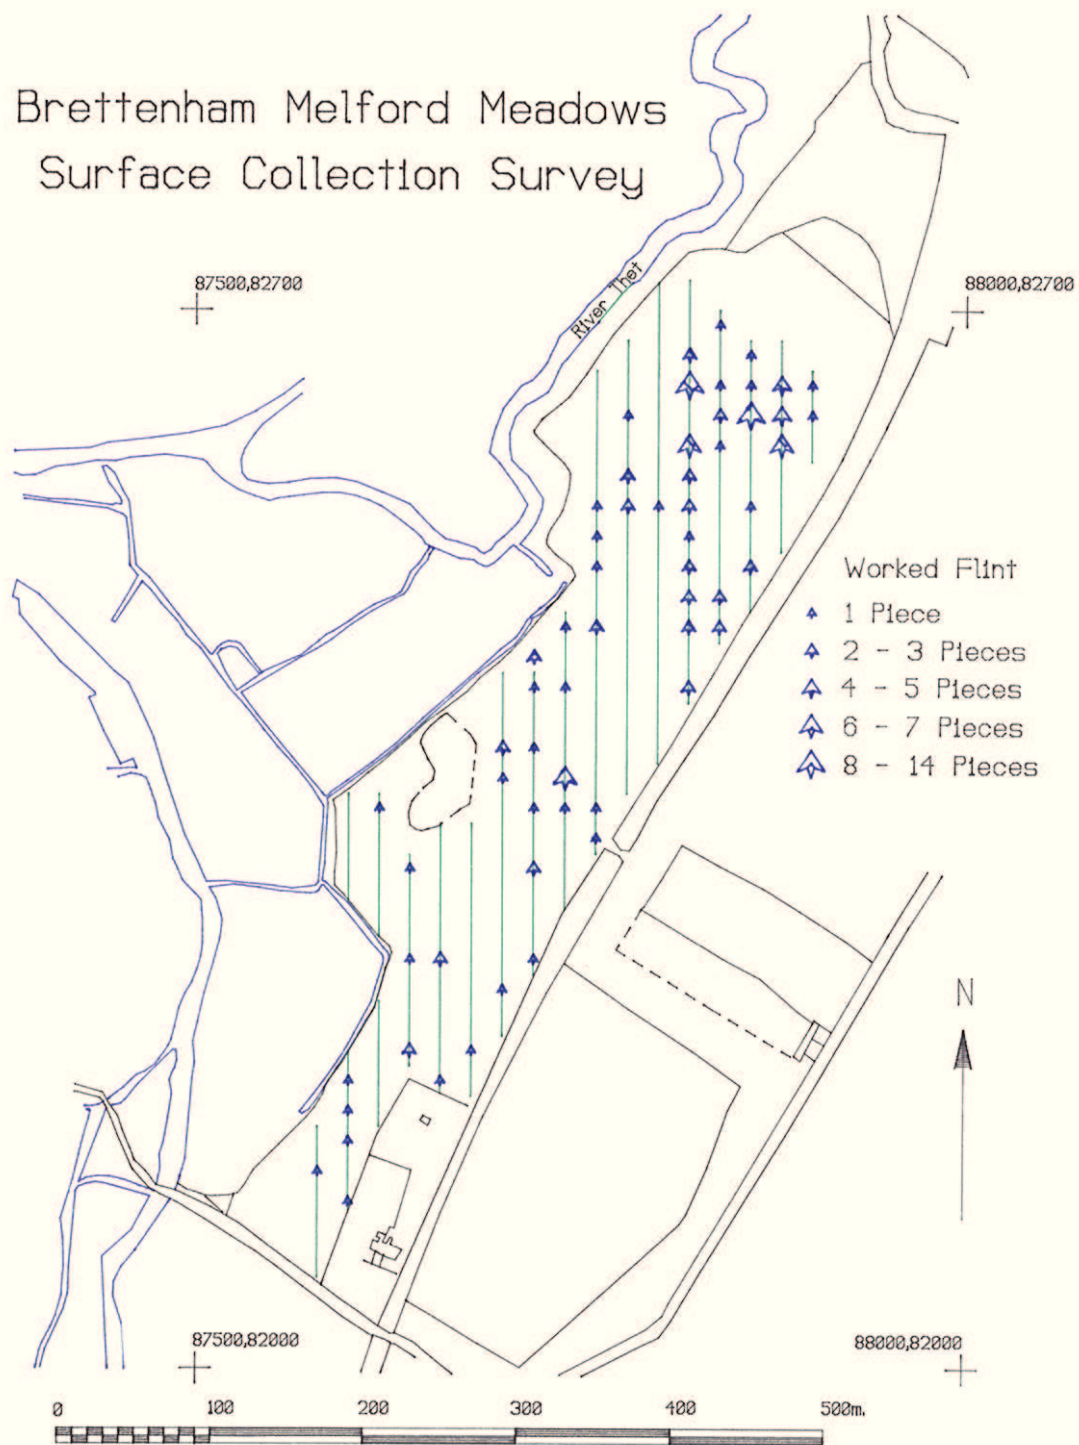 Brettenham Melford Meadows
Surface Collection Survey
87500,82700
88000,82700
River Thet
Worked Flint
1 Piece
2 - 3 Pieces
4 - 5 Pieces
6 - 7 Pieces
8 - 14 Pieces
N
87500,82000
88000,82000
0 100 200 300 400 500m.